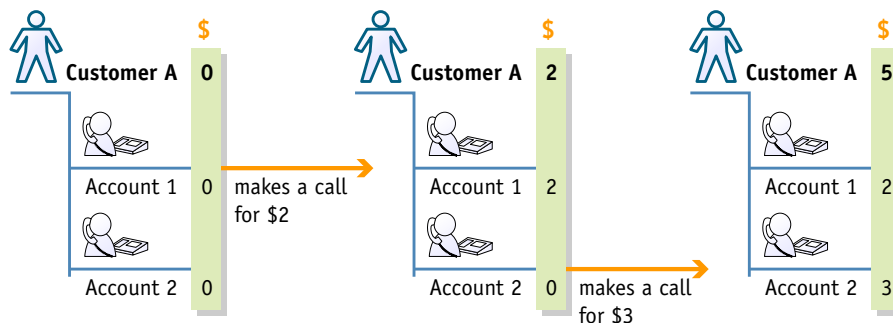 $ $ $
Customer A 0 Customer A 2 Customer A 5
Account 1 0 makes a call Account 1 2 Account 1 2
for $2
Account 2 0 Account 2 0 makes a call Account 2 3
for $3